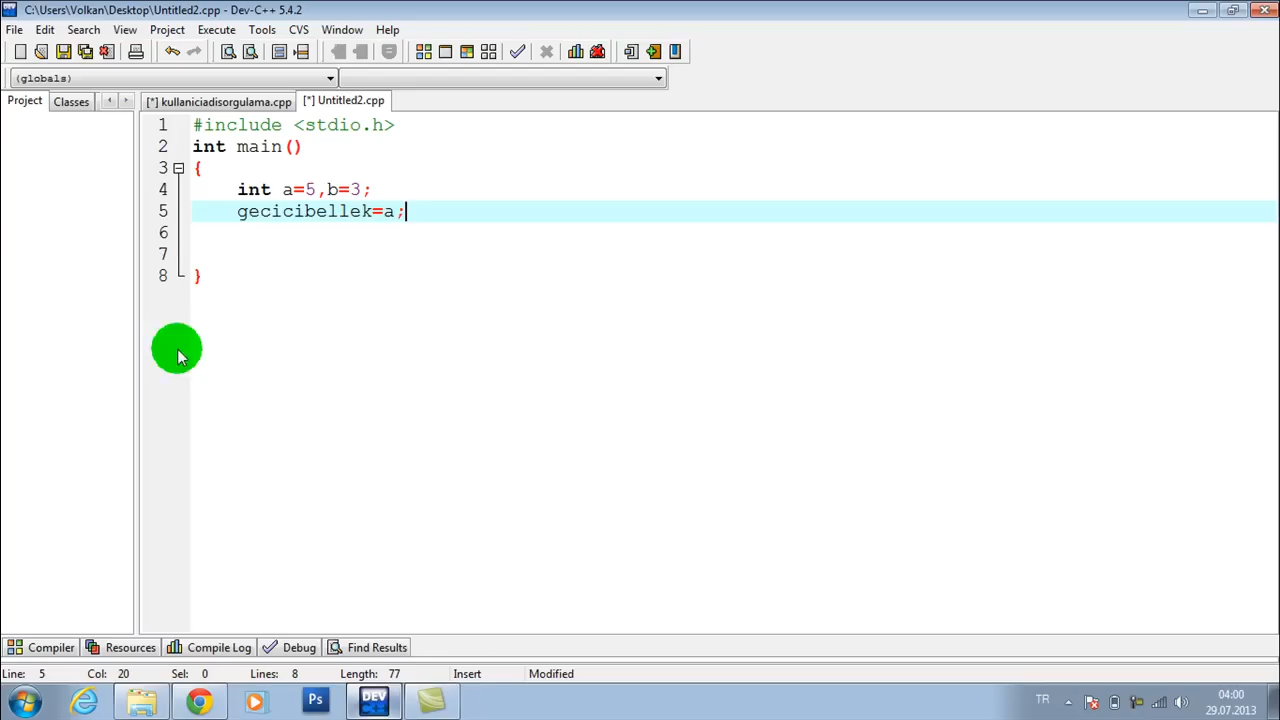 C:\Users\Volkan\Desktop\Untitled2.cpp - Dev-C++ 5.4.2
File Edit Search View Project Execute Tools CVS Window Help
(globals)
Project Classes [*] kullaniciadisorgulama.cpp [*] Untitled2.cpp
1 #include <stdio.h>
2 int main()
3 {
4 int a=5,b=3;
5 gecicibellek=a;
6
7
8 }
Compiler Resources Compile Log Debug Find Results
Line: 5 Col: 20 Sel: 0 Lines: 8 Length: 77 Insert Modified
Ps DEV C++ TR 04:00
29.07.2013